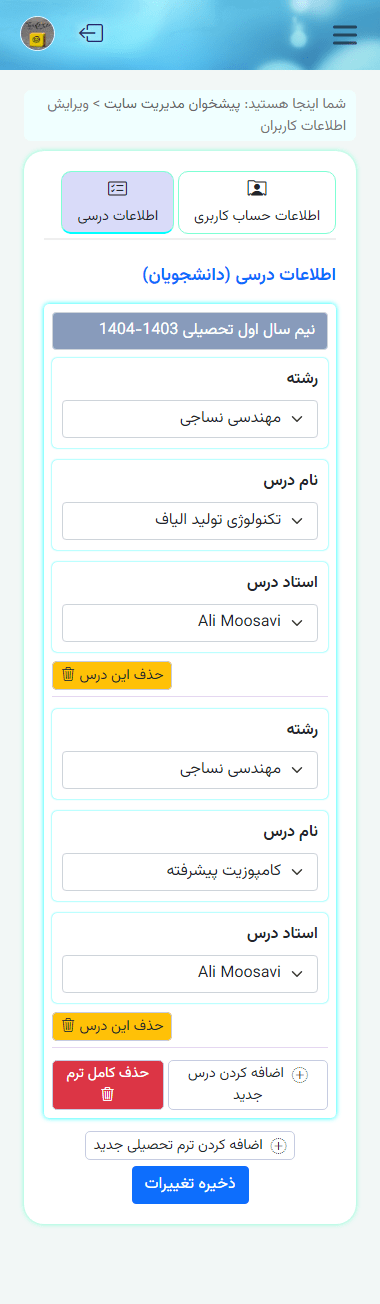 شما اینجا هستید: پیشخوان مدیریت سایت > ویرایش
اطلاعات کاربران
اطلاعات حساب کاربری
اطلاعات درسی
اطلاعات درسی (دانشجویان)
نیم سال اول تحصیلی 1403-1404
رشته
مهندسی نساجی
نام درس
تکنولوژی تولید الیاف
استاد درس
Ali Moosavi
حذف این درس
رشته
مهندسی نساجی
نام درس
کامپوزیت پیشرفته
استاد درس
Ali Moosavi
حذف این درس
اضافه کردن درس
جدید
حذف کامل ترم
اضافه کردن ترم تحصیلی جدید
ذخیره تغییرات